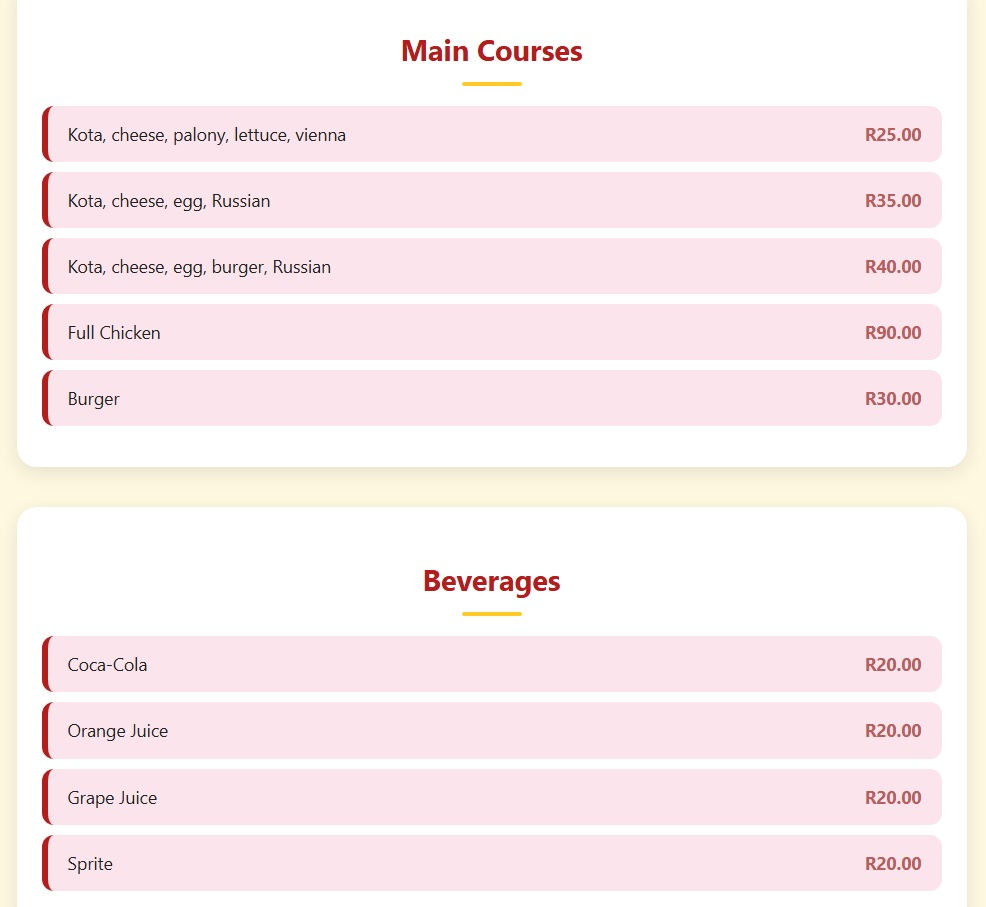 Main Courses
Kota, cheese, palony, lettuce, vienna R25.00
Kota, cheese, egg, Russian R35.00
Kota, cheese, egg, burger, Russian R40.00
Full Chicken R90.00
Burger R30.00
Beverages
Coca-Cola R20.00
Orange Juice R20.00
Grape Juice R20.00
Sprite R20.00